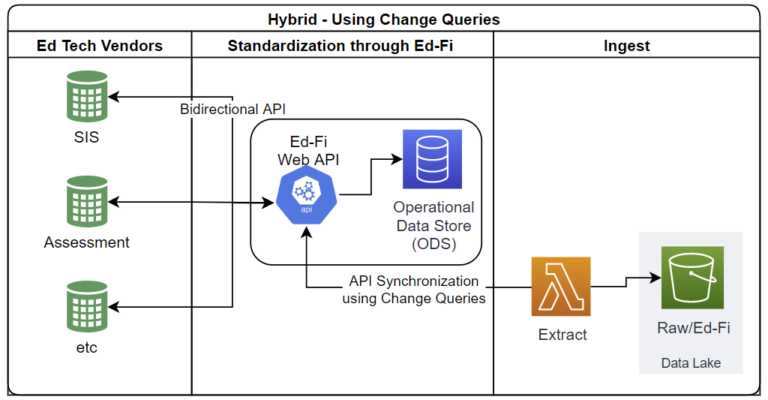 Hybrid - Using Change Queries
Ed Tech Vendors
Standardization through Ed-Fi
Ingest
SIS
Bidirectional API
Assessment
etc
Ed-Fi
Web API
api
Operational
Data Store
(ODS)
API Synchronization
using Change Queries
Extract
Raw/Ed-Fi
Data Lake